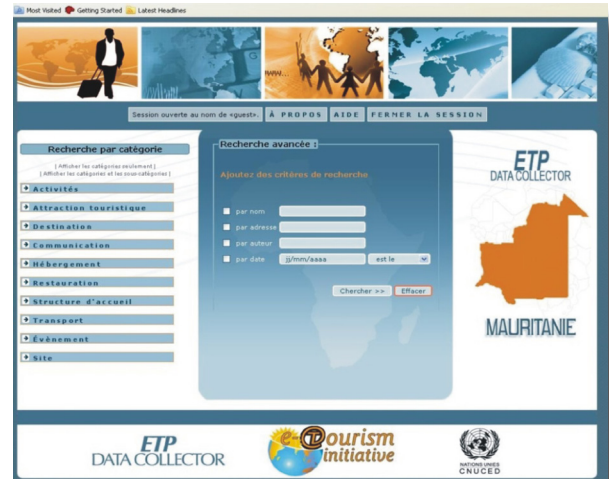 Most Visited Getting Started Latest Headlines
Session ouverte au nom de «guest». À PROPOS AIDE FERMER LA SESSION
Recherche par catégorie
[ Afficher les catégories seulement ]
[ Afficher les catégories et les sous-catégories ]
Activités
Attraction touristique
Destination
Communication
Hébergement
Restauration
Structure d'accueil
Transport
Évènement
Site
Recherche avancée :
Ajoutez des critères de recherche
par nom
par adresse
par auteur
par date jj/mm/aaaa est le
Chercher >> Effacer
ETP
DATA COLLECTOR
MAURITANIE
ETP
DATA COLLECTOR
e-tourism
initiative
NATIONS UNIES
CNUCED